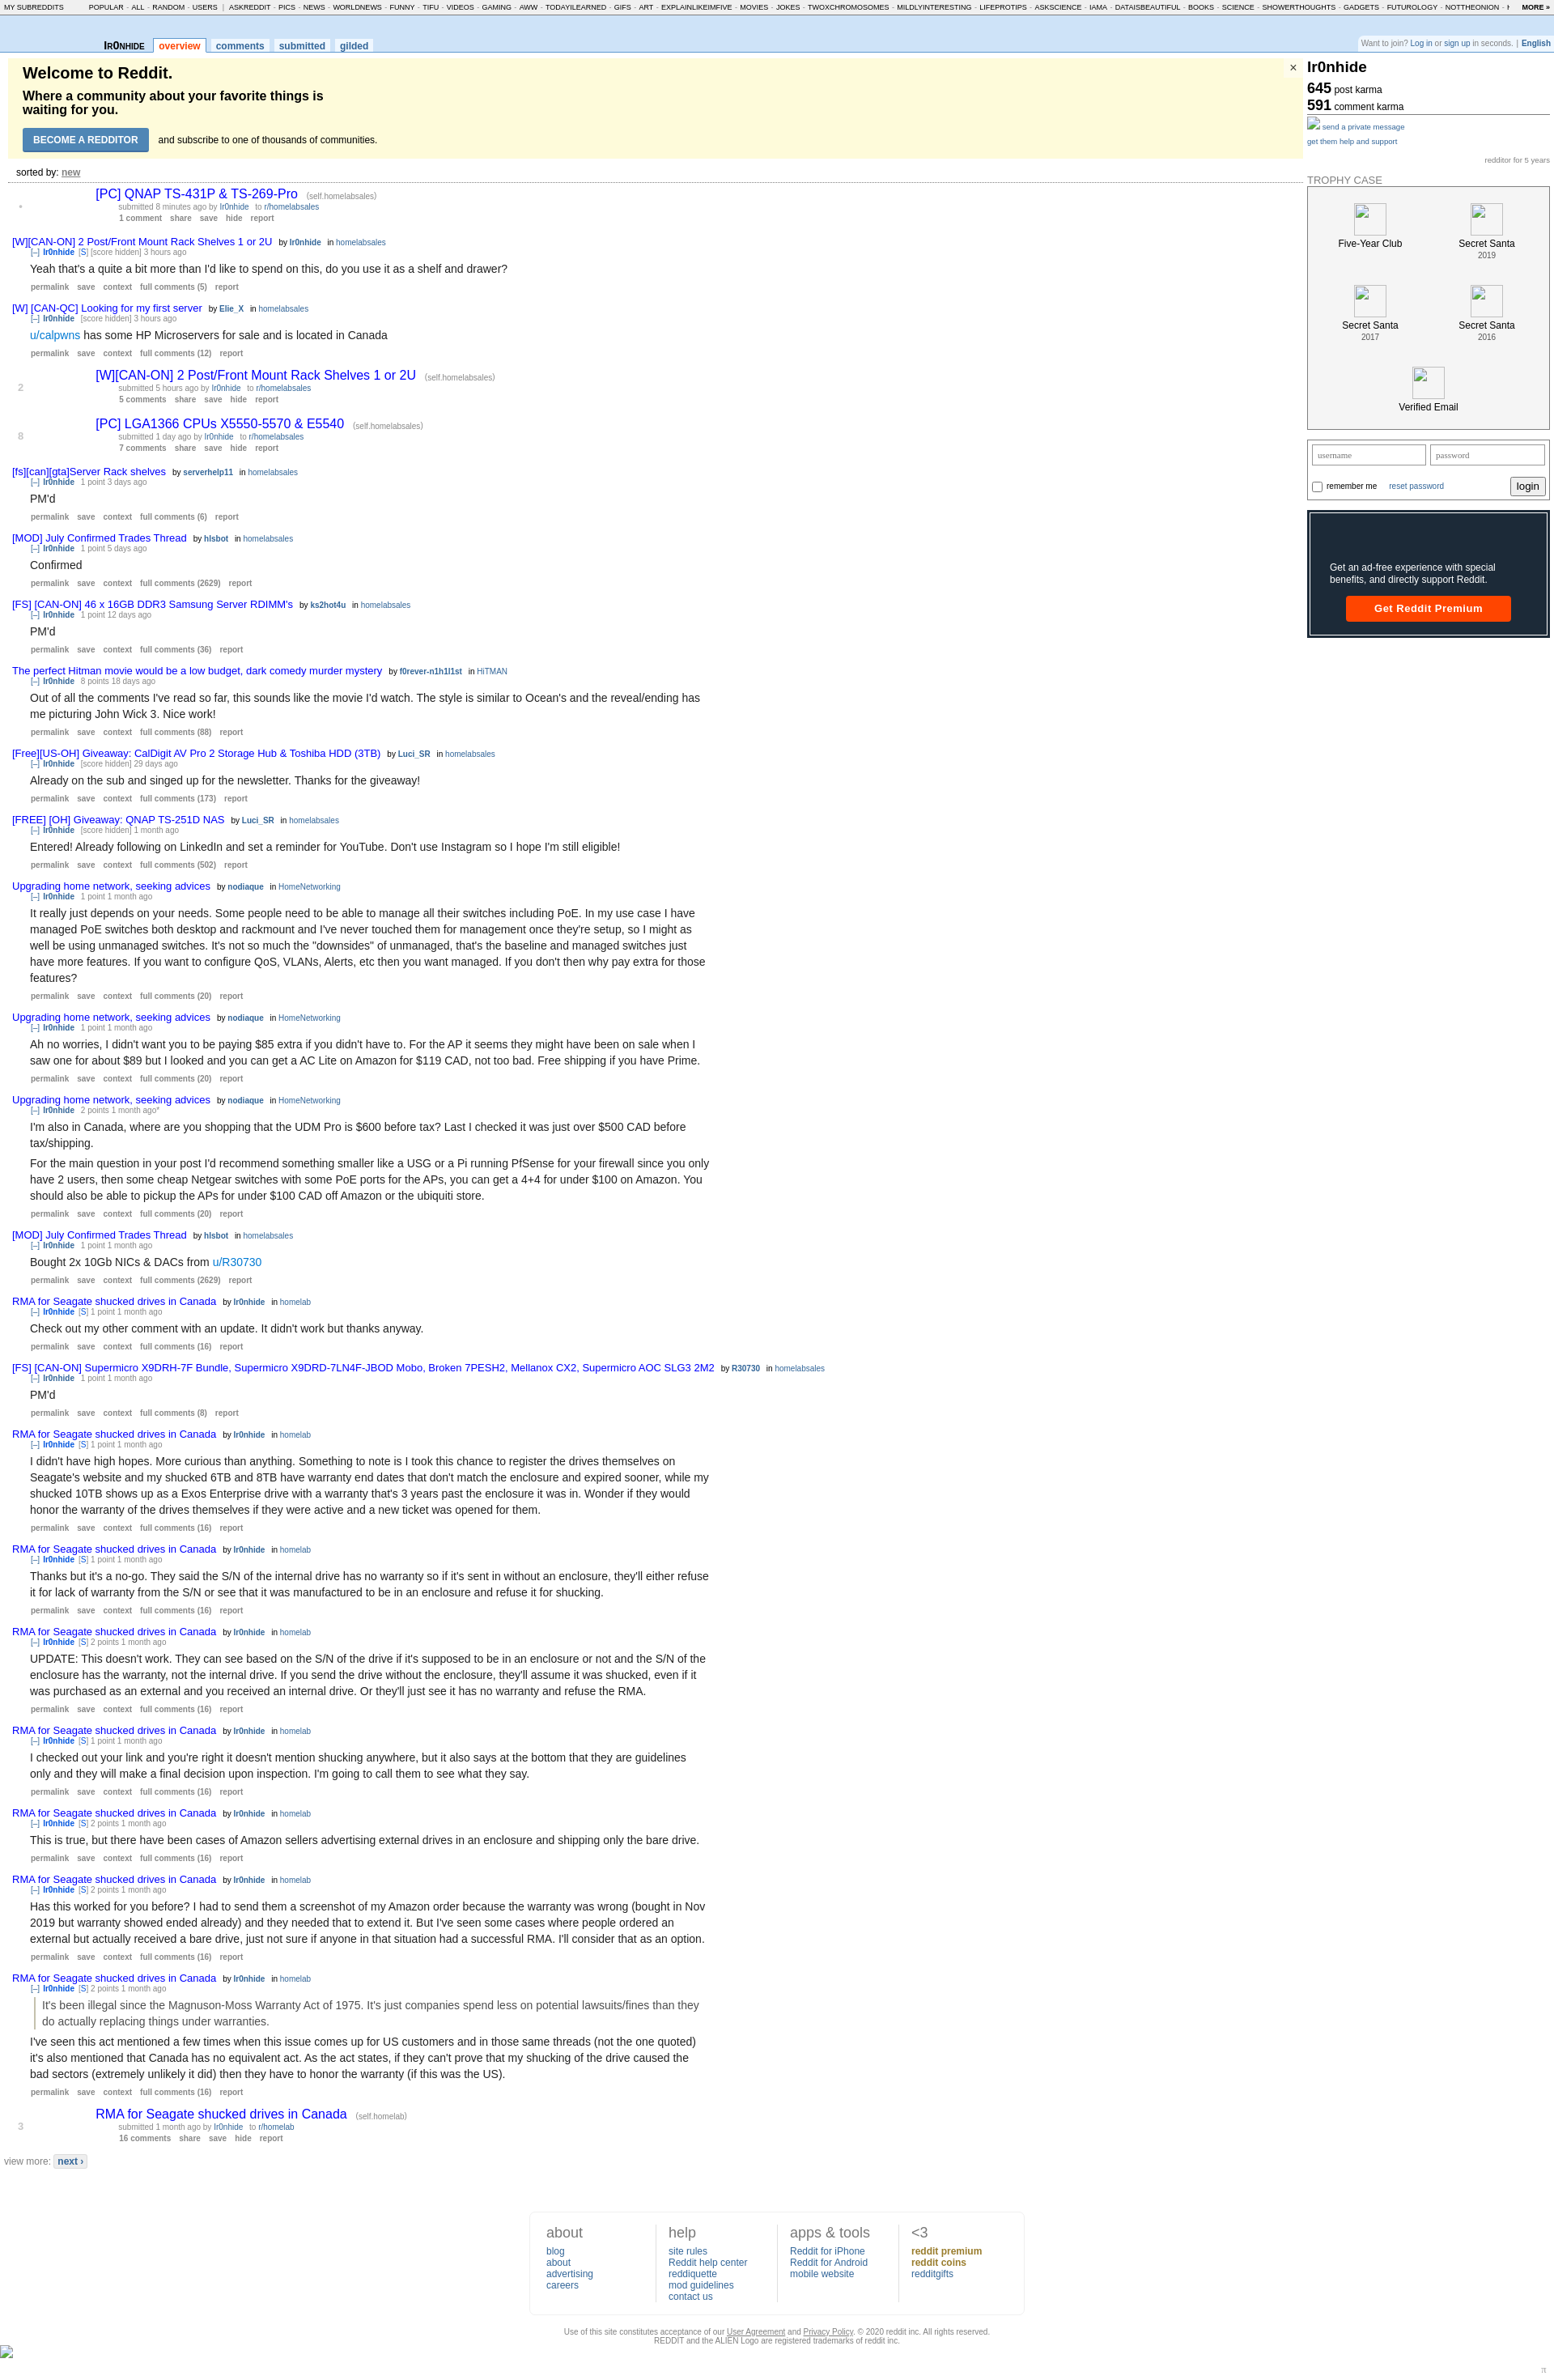 MY SUBREDDITS POPULAR - ALL - RANDOM - USERS | ASKREDDIT - PICS - NEWS - WORLDNEWS - FUNNY - TIFU - VIDEOS - GAMING - AWW - TODAYILEARNED - GIFS - ART - EXPLAINLIKEIMFIVE - MOVIES - JOKES - TWOXCHROMOSOMES - MILDLYINTERESTING - LIFEPROTIPS - ASKSCIENCE - IAMA - DATAISBEAUTIFUL - BOOKS - SCIENCE - SHOWERTHOUGHTS - GADGETS - FUTUROLOGY - NOTTHEONION - MORE »
Ir0nhide overview comments submitted gilded
Want to join? Log in or sign up in seconds. | English
Welcome to Reddit.
×
Where a community about your favorite things is
waiting for you.
BECOME A REDDITOR and subscribe to one of thousands of communities.
sorted by: new
[PC] QNAP TS-431P & TS-269-Pro (self.homelabsales)
•
submitted 8 minutes ago by Ir0nhide to r/homelabsales
1 comment share save hide report
[W][CAN-ON] 2 Post/Front Mount Rack Shelves 1 or 2U by Ir0nhide in homelabsales
[–] Ir0nhide [S] [score hidden] 3 hours ago
Yeah that's a quite a bit more than I'd like to spend on this, do you use it as a shelf and drawer?
permalink save context full comments (5) report
[W] [CAN-QC] Looking for my first server by Elie_X in homelabsales
[–] Ir0nhide [score hidden] 3 hours ago
u/calpwns has some HP Microservers for sale and is located in Canada
permalink save context full comments (12) report
[W][CAN-ON] 2 Post/Front Mount Rack Shelves 1 or 2U (self.homelabsales)
2
submitted 5 hours ago by Ir0nhide to r/homelabsales
5 comments share save hide report
[PC] LGA1366 CPUs X5550-5570 & E5540 (self.homelabsales)
8
submitted 1 day ago by Ir0nhide to r/homelabsales
7 comments share save hide report
[fs][can][gta]Server Rack shelves by serverhelp11 in homelabsales
[–] Ir0nhide 1 point 3 days ago
PM'd
permalink save context full comments (6) report
[MOD] July Confirmed Trades Thread by hlsbot in homelabsales
[–] Ir0nhide 1 point 5 days ago
Confirmed
permalink save context full comments (2629) report
[FS] [CAN-ON] 46 x 16GB DDR3 Samsung Server RDIMM's by ks2hot4u in homelabsales
[–] Ir0nhide 1 point 12 days ago
PM'd
permalink save context full comments (36) report
The perfect Hitman movie would be a low budget, dark comedy murder mystery by f0rever-n1h1l1st in HiTMAN
[–] Ir0nhide 8 points 18 days ago
Out of all the comments I've read so far, this sounds like the movie I'd watch. The style is similar to Ocean's and the reveal/ending has
me picturing John Wick 3. Nice work!
permalink save context full comments (88) report
[Free][US-OH] Giveaway: CalDigit AV Pro 2 Storage Hub & Toshiba HDD (3TB) by Luci_SR in homelabsales
[–] Ir0nhide [score hidden] 29 days ago
Already on the sub and singed up for the newsletter. Thanks for the giveaway!
permalink save context full comments (173) report
[FREE] [OH] Giveaway: QNAP TS-251D NAS by Luci_SR in homelabsales
[–] Ir0nhide [score hidden] 1 month ago
Entered! Already following on LinkedIn and set a reminder for YouTube. Don't use Instagram so I hope I'm still eligible!
permalink save context full comments (502) report
Upgrading home network, seeking advices by nodiaque in HomeNetworking
[–] Ir0nhide 1 point 1 month ago
It really just depends on your needs. Some people need to be able to manage all their switches including PoE. In my use case I have
managed PoE switches both desktop and rackmount and I've never touched them for management once they're setup, so I might as
well be using unmanaged switches. It's not so much the "downsides" of unmanaged, that's the baseline and managed switches just
have more features. If you want to configure QoS, VLANs, Alerts, etc then you want managed. If you don't then why pay extra for those
features?
permalink save context full comments (20) report
Upgrading home network, seeking advices by nodiaque in HomeNetworking
[–] Ir0nhide 1 point 1 month ago
Ah no worries, I didn't want you to be paying $85 extra if you didn't have to. For the AP it seems they might have been on sale when I
saw one for about $89 but I looked and you can get a AC Lite on Amazon for $119 CAD, not too bad. Free shipping if you have Prime.
permalink save context full comments (20) report
Upgrading home network, seeking advices by nodiaque in HomeNetworking
[–] Ir0nhide 2 points 1 month ago*
I'm also in Canada, where are you shopping that the UDM Pro is $600 before tax? Last I checked it was just over $500 CAD before
tax/shipping.
For the main question in your post I'd recommend something smaller like a USG or a Pi running PfSense for your firewall since you only
have 2 users, then some cheap Netgear switches with some PoE ports for the APs, you can get a 4+4 for under $100 on Amazon. You
should also be able to pickup the APs for under $100 CAD off Amazon or the ubiquiti store.
permalink save context full comments (20) report
[MOD] July Confirmed Trades Thread by hlsbot in homelabsales
[–] Ir0nhide 1 point 1 month ago
Bought 2x 10Gb NICs & DACs from u/R30730
permalink save context full comments (2629) report
RMA for Seagate shucked drives in Canada by Ir0nhide in homelab
[–] Ir0nhide [S] 1 point 1 month ago
Check out my other comment with an update. It didn't work but thanks anyway.
permalink save context full comments (16) report
[FS] [CAN-ON] Supermicro X9DRH-7F Bundle, Supermicro X9DRD-7LN4F-JBOD Mobo, Broken 7PESH2, Mellanox CX2, Supermicro AOC SLG3 2M2 by R30730 in homelabsales
[–] Ir0nhide 1 point 1 month ago
PM'd
permalink save context full comments (8) report
RMA for Seagate shucked drives in Canada by Ir0nhide in homelab
[–] Ir0nhide [S] 1 point 1 month ago
I didn't have high hopes. More curious than anything. Something to note is I took this chance to register the drives themselves on
Seagate's website and my shucked 6TB and 8TB have warranty end dates that don't match the enclosure and expired sooner, while my
shucked 10TB shows up as a Exos Enterprise drive with a warranty that's 3 years past the enclosure it was in. Wonder if they would
honor the warranty of the drives themselves if they were active and a new ticket was opened for them.
permalink save context full comments (16) report
RMA for Seagate shucked drives in Canada by Ir0nhide in homelab
[–] Ir0nhide [S] 1 point 1 month ago
Thanks but it's a no-go. They said the S/N of the internal drive has no warranty so if it's sent in without an enclosure, they'll either refuse
it for lack of warranty from the S/N or see that it was manufactured to be in an enclosure and refuse it for shucking.
permalink save context full comments (16) report
RMA for Seagate shucked drives in Canada by Ir0nhide in homelab
[–] Ir0nhide [S] 2 points 1 month ago
UPDATE: This doesn't work. They can see based on the S/N of the drive if it's supposed to be in an enclosure or not and the S/N of the
enclosure has the warranty, not the internal drive. If you send the drive without the enclosure, they'll assume it was shucked, even if it
was purchased as an external and you received an internal drive. Or they'll just see it has no warranty and refuse the RMA.
permalink save context full comments (16) report
RMA for Seagate shucked drives in Canada by Ir0nhide in homelab
[–] Ir0nhide [S] 1 point 1 month ago
I checked out your link and you're right it doesn't mention shucking anywhere, but it also says at the bottom that they are guidelines
only and they will make a final decision upon inspection. I'm going to call them to see what they say.
permalink save context full comments (16) report
RMA for Seagate shucked drives in Canada by Ir0nhide in homelab
[–] Ir0nhide [S] 2 points 1 month ago
This is true, but there have been cases of Amazon sellers advertising external drives in an enclosure and shipping only the bare drive.
permalink save context full comments (16) report
RMA for Seagate shucked drives in Canada by Ir0nhide in homelab
[–] Ir0nhide [S] 2 points 1 month ago
Has this worked for you before? I had to send them a screenshot of my Amazon order because the warranty was wrong (bought in Nov
2019 but warranty showed ended already) and they needed that to extend it. But I've seen some cases where people ordered an
external but actually received a bare drive, just not sure if anyone in that situation had a successful RMA. I'll consider that as an option.
permalink save context full comments (16) report
RMA for Seagate shucked drives in Canada by Ir0nhide in homelab
[–] Ir0nhide [S] 2 points 1 month ago
It's been illegal since the Magnuson-Moss Warranty Act of 1975. It's just companies spend less on potential lawsuits/fines than they
do actually replacing things under warranties.
I've seen this act mentioned a few times when this issue comes up for US customers and in those same threads (not the one quoted)
it's also mentioned that Canada has no equivalent act. As the act states, if they can't prove that my shucking of the drive caused the
bad sectors (extremely unlikely it did) then they have to honor the warranty (if this was the US).
permalink save context full comments (16) report
RMA for Seagate shucked drives in Canada (self.homelab)
3
submitted 1 month ago by Ir0nhide to r/homelab
16 comments share save hide report
view more: next ›
Ir0nhide
645 post karma
591 comment karma
send a private message
get them help and support
redditor for 5 years
TROPHY CASE
Five-Year Club
Secret Santa
2019
Secret Santa
2017
Secret Santa
2016
Verified Email
username password
remember me reset password login
Get an ad-free experience with special
benefits, and directly support Reddit.
Get Reddit Premium
about
blog
about
advertising
careers
help
site rules
Reddit help center
reddiquette
mod guidelines
contact us
apps & tools
Reddit for iPhone
Reddit for Android
mobile website
<3
reddit premium
reddit coins
redditgifts
Use of this site constitutes acceptance of our User Agreement and Privacy Policy. © 2020 reddit inc. All rights reserved.
REDDIT and the ALIEN Logo are registered trademarks of reddit inc.
π